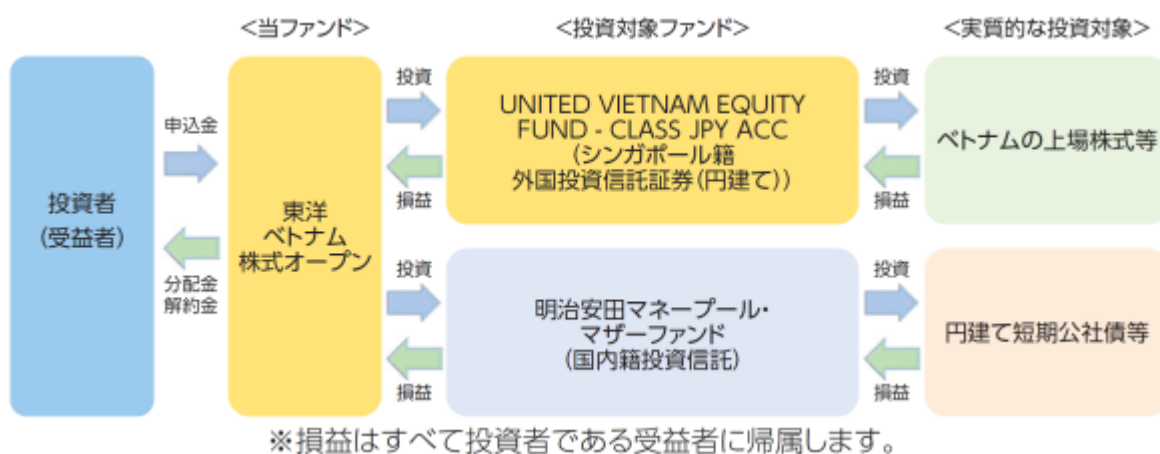 <当ファンド>
<投資対象ファンド>
<実質的な投資対象>
投資者
(受益者)
申込金
分配金
解約金
東洋
ベトナム
株式オープン
投資
損益
UNITED VIETNAM EQUITY
FUND - CLASS JPY ACC
(シンガポール籍
外国投資信託証券(円建て))
投資
損益
ベトナムの上場株式等
投資
損益
明治安田マネープール・
マザーファンド
(国内籍投資信託)
投資
損益
円建て短期公社債等
※損益はすべて投資者である受益者に帰属します。